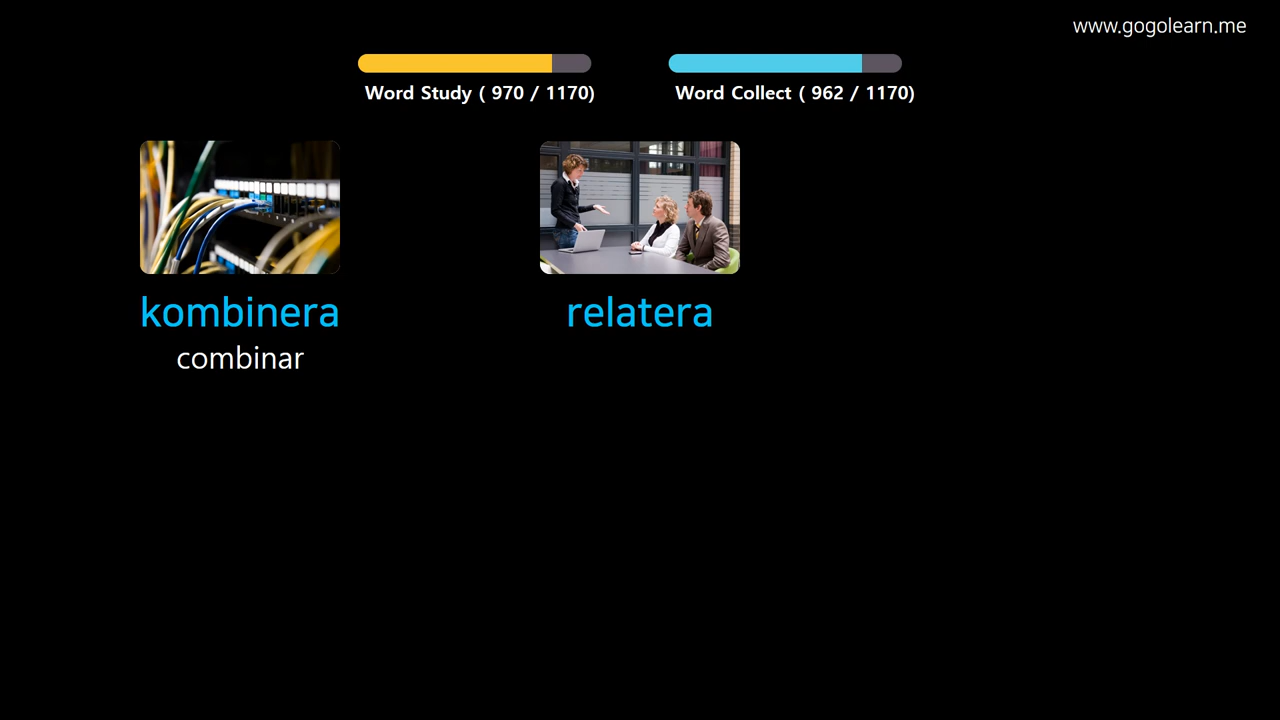 www.gogolearn.me
Word Study ( 970 / 1170)
Word Collect ( 962 / 1170)
kombinera
combinar
relatera